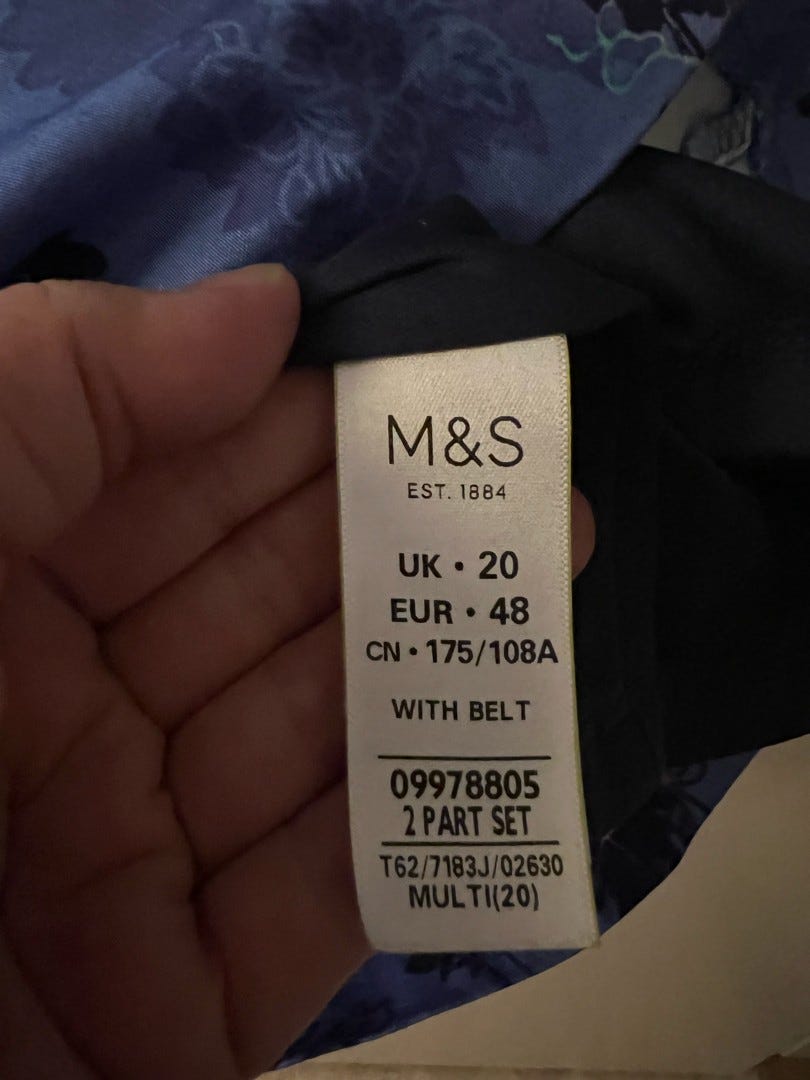 M&S
EST. 1884
UK • 20
EUR • 48
CN • 175/108A
WITH BELT
09978805
2 PART SET
T62/7183J/02630
MULTI(20)